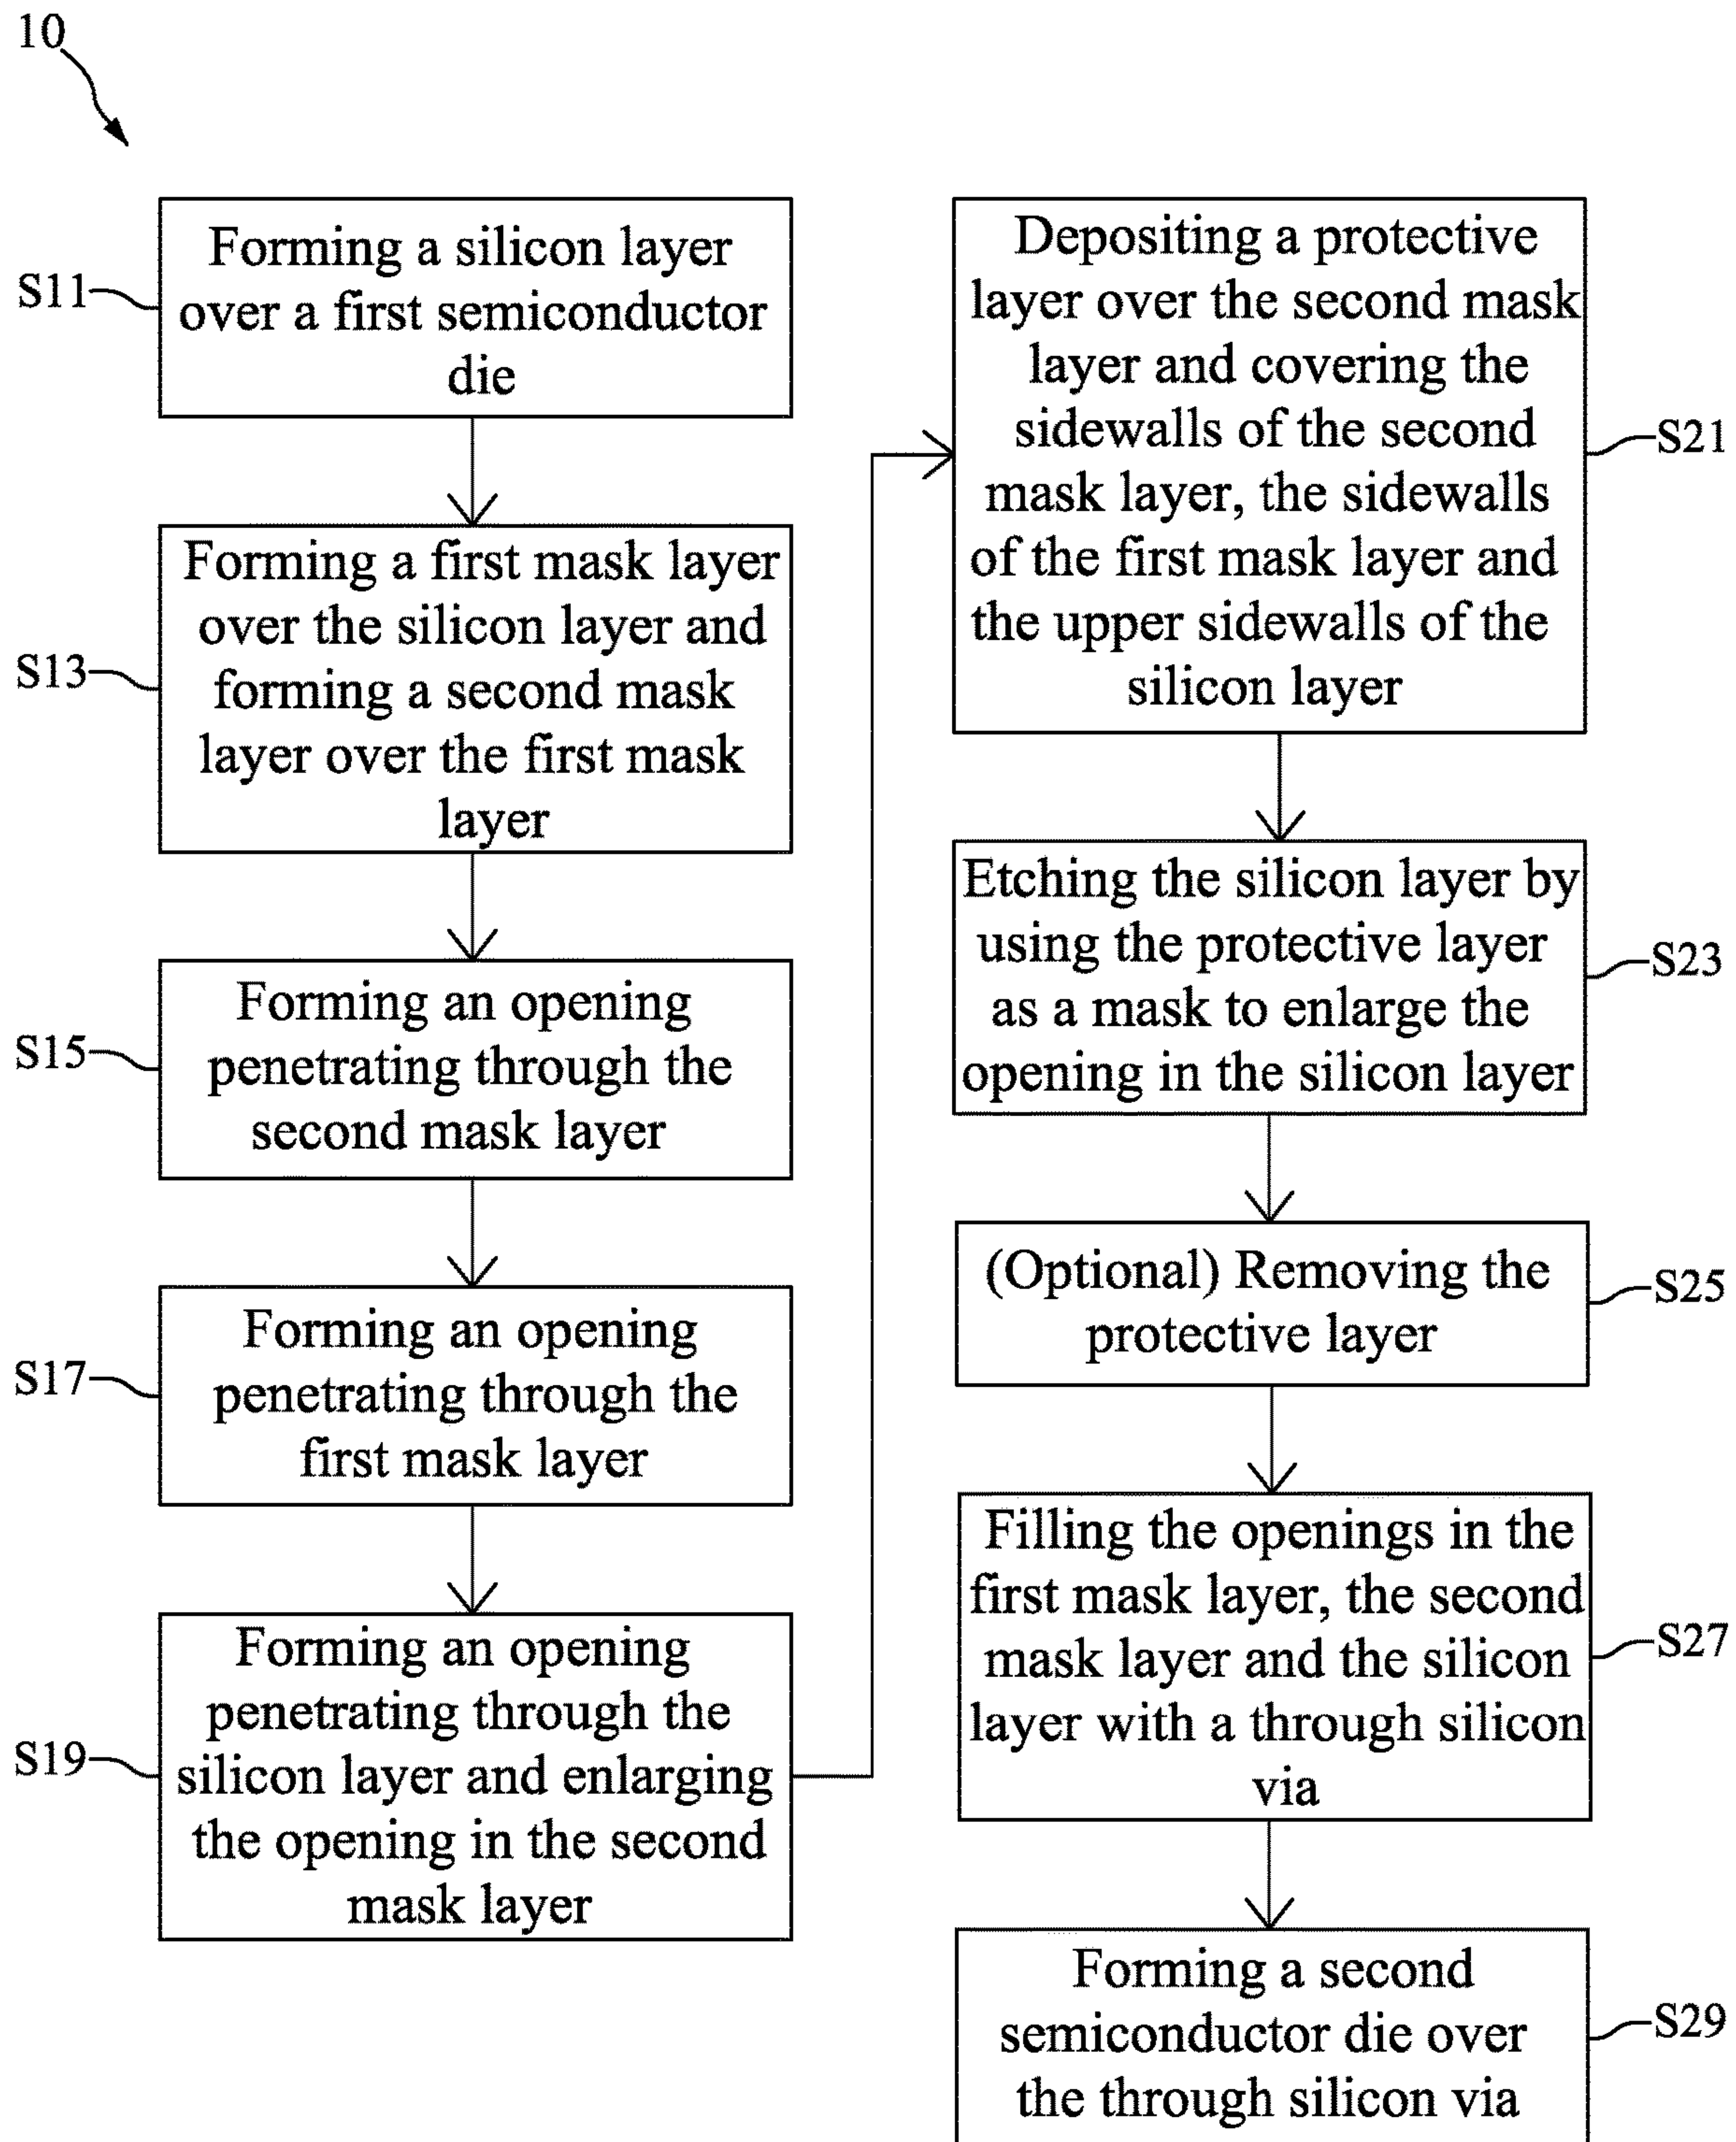 10
S11
Forming a silicon layer
over a first semiconductor
die
S13
Forming a first mask layer
over the silicon layer and
forming a second mask
layer over the first mask
layer
S15
Forming an opening
penetrating through the
second mask layer
S17
Forming an opening
penetrating through the
first mask layer
S19
Forming an opening
penetrating through the
silicon layer and enlarging
the opening in the second
mask layer
Depositing a protective
layer over the second mask
layer and covering the
sidewalls of the second
mask layer, the sidewalls
of the first mask layer and
the upper sidewalls of the
silicon layer
S21
Etching the silicon layer by
using the protective layer
as a mask to enlarge the
opening in the silicon layer
S23
(Optional) Removing the
protective layer
S25
Filling the openings in the
first mask layer, the second
mask layer and the silicon
layer with a through silicon
via
S27
Forming a second
semiconductor die over
the through silicon via
S29